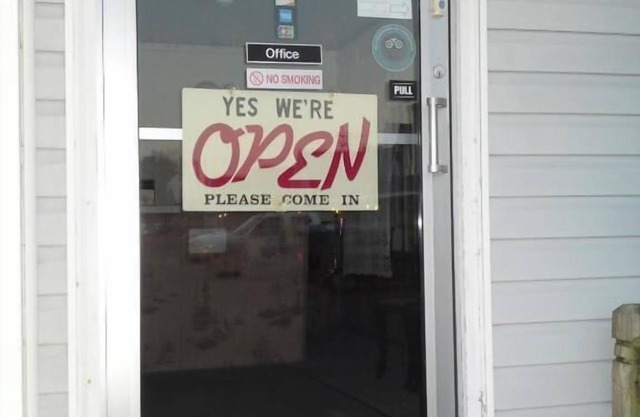 Office
NO SMOKING
PULL
YES WE'RE
OPEN
PLEASE COME IN